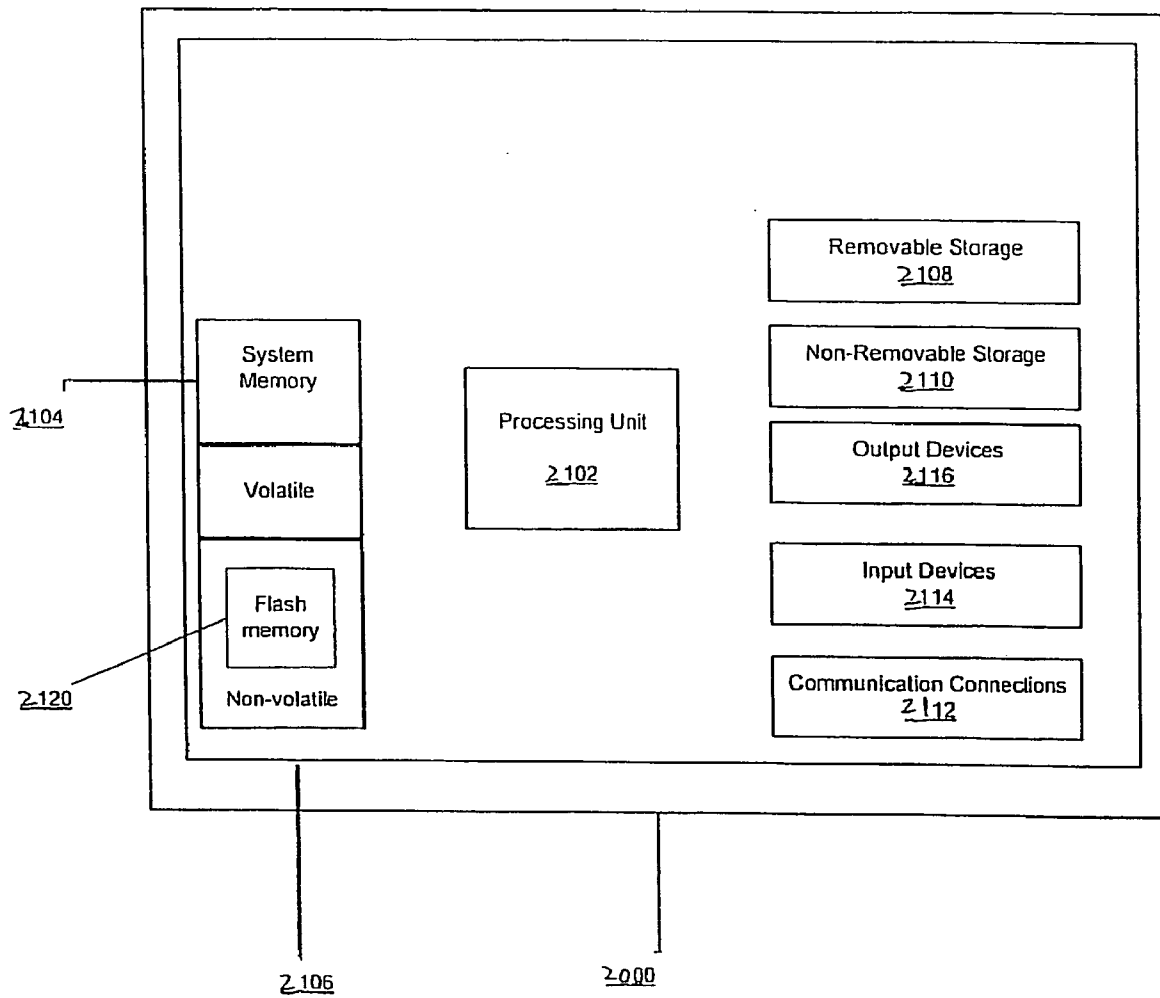 Removable Storage
2108
System
Memory
Non-Removable Storage
2110
2104
Processing Unit
2102
Output Devices
2116
Volatile
Input Devices
2114
Flash
memory
2120
Non-volatile
Communication Connections
2112
2106
2000